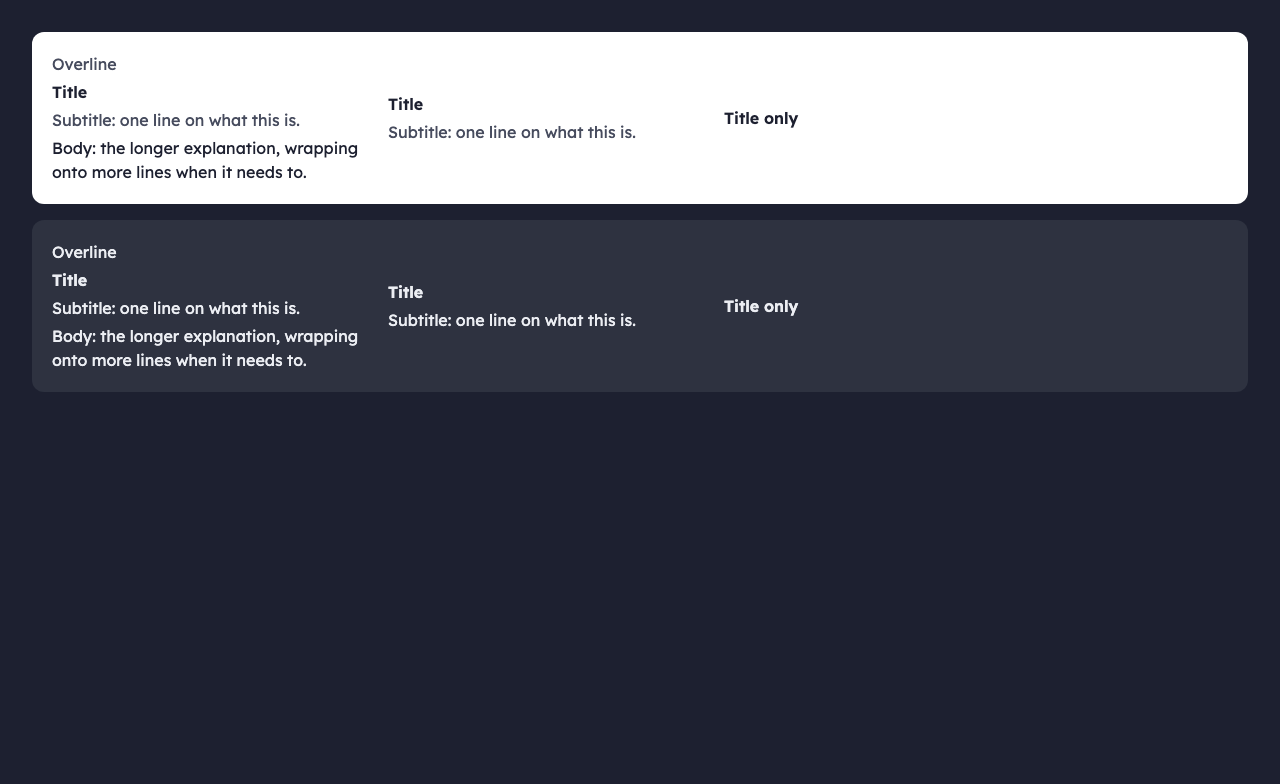 Overline
Title
Subtitle: one line on what this is.
Body: the longer explanation, wrapping
onto more lines when it needs to.
Title
Subtitle: one line on what this is.
Title only
Overline
Title
Subtitle: one line on what this is.
Body: the longer explanation, wrapping
onto more lines when it needs to.
Title
Subtitle: one line on what this is.
Title only